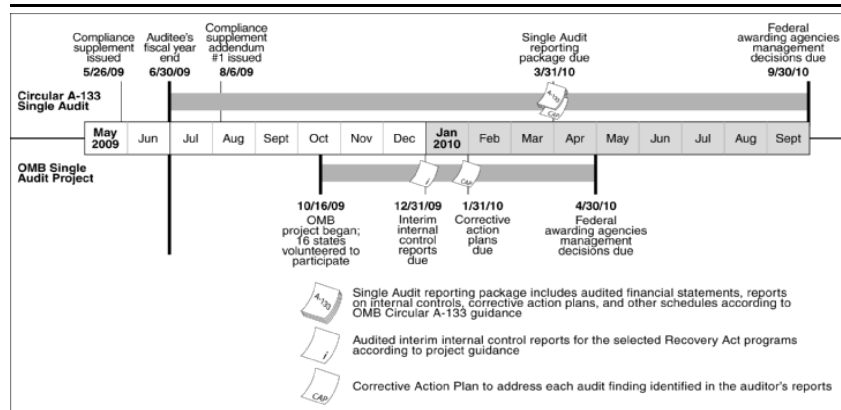 Compliance
supplement
issued
5/26/09
Auditee's
fiscal year
end
6/30/09
Compliance
supplement
addendum
#1 issued
8/6/09
Single Audit
reporting
package due
3/31/10
Federal
awarding agencies
management
decisions due
9/30/10
Circular A-133
Single Audit
A-133
CAP
May
2009
Jun
Jul
Aug
Sept
Oct
Nov
Dec
Jan
2010
Feb
Mar
Apr
May
Jun
Jul
Aug
Sept
OMB Single
Audit Project
i
CAP
10/16/09
OMB
project began;
16 states
volunteered to
participate
12/31/09
Interim
internal
control
reports
due
1/31/10
Corrective
action
plans
due
4/30/10
Federal
awarding agencies
management
decisions due
A-133
Single Audit reporting package includes audited financial statements, reports
on internal controls, corrective action plans, and other schedules according to
OMB Circular A-133 guidance
i
Audited interim internal control reports for the selected Recovery Act programs
according to project guidance
CAP
Corrective Action Plan to address each audit finding identified in the auditor's reports